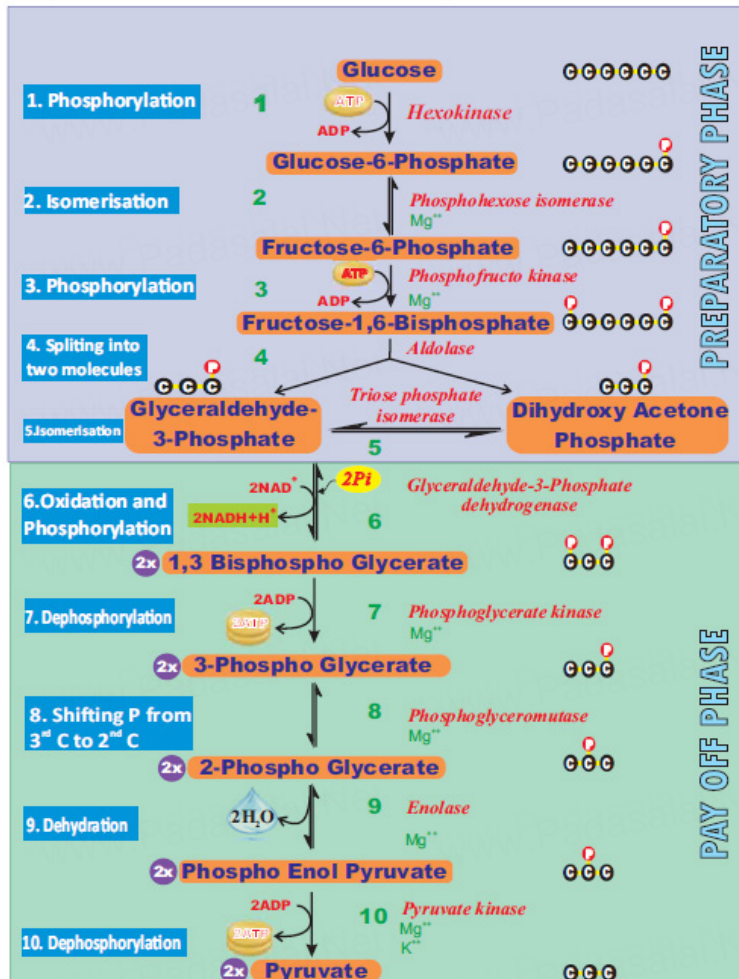 Glucose
C C C C C C
1. Phosphorylation
1
ATP
ADP
Hexokinase
P
Glucose-6-Phosphate
C C C C C C
2. Isomerisation
2
Phosphohexose isomerase
Mg++
P
Fructose-6-Phosphate
C C C C C C
3. Phosphorylation
3
ATP
ADP
Phosphofructo kinase
Mg++
P P
Fructose-1,6-Bisphosphate
C C C C C C
4. Spliting into
two molecules
4
Aldolase
P
C C C
P
C C C
Glyceraldehyde-
3-Phosphate
Triose phosphate
isomerase
Dihydroxy Acetone
Phosphate
5.Isomerisation
5
PREPARATORY PHASE
6.Oxidation and
Phosphorylation
2NAD+
2Pi
2NADH+H+
6
Glyceraldehyde-3-Phosphate
dehydrogenase
P P
2x 1,3 Bisphospho Glycerate
C C C
7. Dephosphorylation
2ADP
2ATP
7
Phosphoglycerate kinase
Mg++
P
2x 3-Phospho Glycerate
C C C
8. Shifting P from
3rd C to 2nd C
8
Phosphoglyceromutase
Mg++
P
2x 2-Phospho Glycerate
C C C
9. Dehydration
2H2O
9
Enolase
Mg++
P
2x Phospho Enol Pyruvate
C C C
10. Dephosphorylation
2ADP
2ATP
10
Pyruvate kinase
Mg++
K++
2x Pyruvate
C C C
PAY OFF PHASE